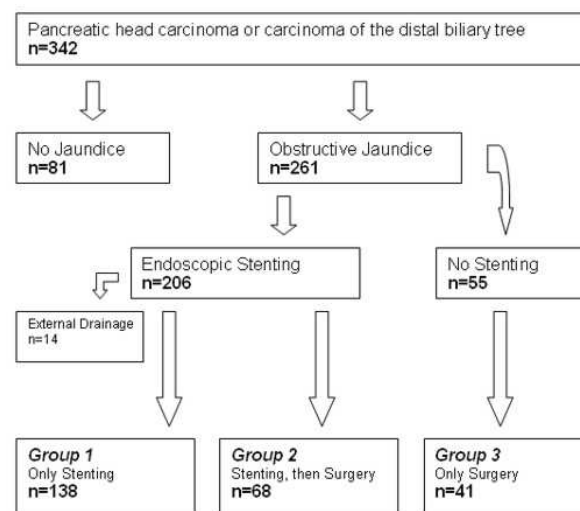 Pancreatic head carcinoma or carcinoma of the distal biliary tree
n=342
No Jaundice
n=81
Obstructive Jaundice
n=261
Endoscopic Stenting
n=206
No Stenting
n=55
External Drainage
n=14
Group 1
Only Stenting
n=138
Group 2
Stenting, then Surgery
n=68
Group 3
Only Surgery
n=41